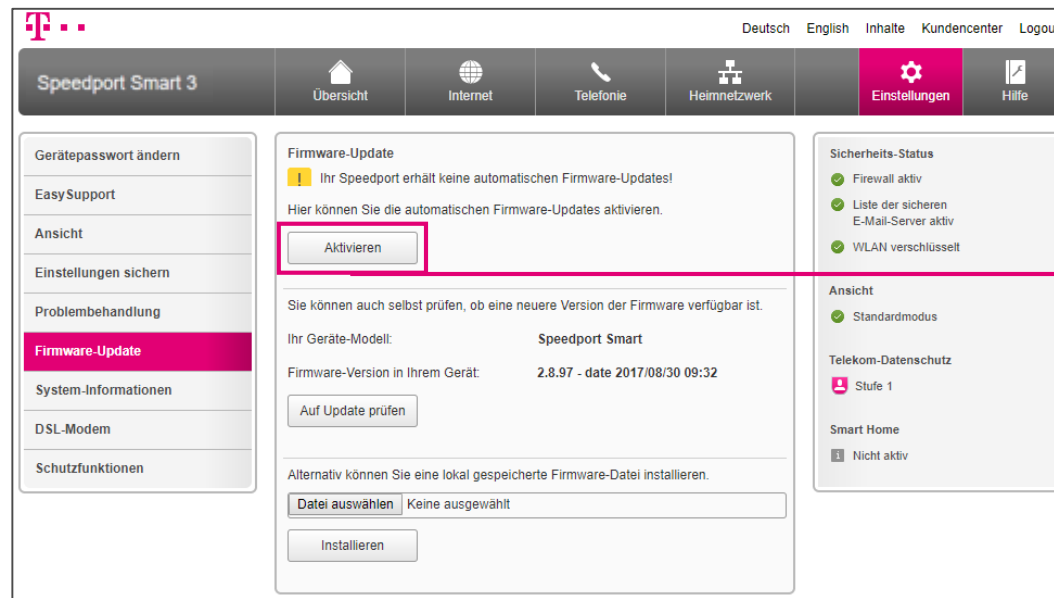 T
Deutsch English Inhalte Kundencenter Logou
Speedport Smart 3
Übersicht
Internet
Telefonie
Heimnetzwerk
Einstellungen
Hilfe
Gerätepasswort ändern
EasySupport
Ansicht
Einstellungen sichern
Problembehandlung
Firmware-Update
System-Informationen
DSL-Modem
Schutzfunktionen
Firmware-Update
! Ihr Speedport erhält keine automatischen Firmware-Updates!
Hier können Sie die automatischen Firmware-Updates aktivieren.
Aktivieren
Sie können auch selbst prüfen, ob eine neuere Version der Firmware verfügbar ist.
Ihr Geräte-Modell: Speedport Smart
Firmware-Version in Ihrem Gerät: 2.8.97 - date 2017/08/30 09:32
Auf Update prüfen
Alternativ können Sie eine lokal gespeicherte Firmware-Datei installieren.
Datei auswählen Keine ausgewählt
Installieren
Sicherheits-Status
Firewall aktiv
Liste der sicheren
E-Mail-Server aktiv
WLAN verschlüsselt
Ansicht
Standardmodus
Telekom-Datenschutz
Stufe 1
Smart Home
i Nicht aktiv